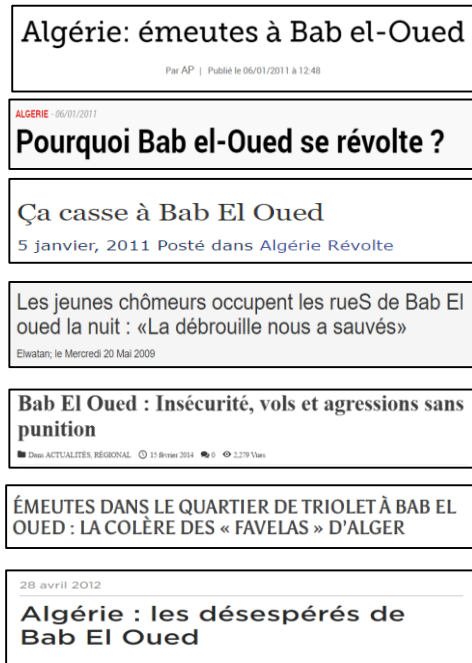 Algérie: émeutes à Bab el-Oued
Par AP | Publié le 06/01/2011 à 12:48
ALGERIE - 06/01/2011
Pourquoi Bab el-Oued se révolte ?
Ça casse à Bab El Oued
5 janvier, 2011 Posté dans Algérie Révolte
Les jeunes chômeurs occupent les rueS de Bab El
oued la nuit : «La débrouille nous a sauvés»
Elwatan; le Mercredi 20 Mai 2009
Bab El Oued : Insécurité, vols et agressions sans
punition
Dans ACTUALITÉS, RÉGIONAL 15 février 2014 0 2,279 Vues
ÉMEUTES DANS LE QUARTIER DE TRIOLET À BAB EL
OUED : LA COLÈRE DES « FAVELAS » D'ALGER
28 avril 2012
Algérie : les désespérés de
Bab El Oued